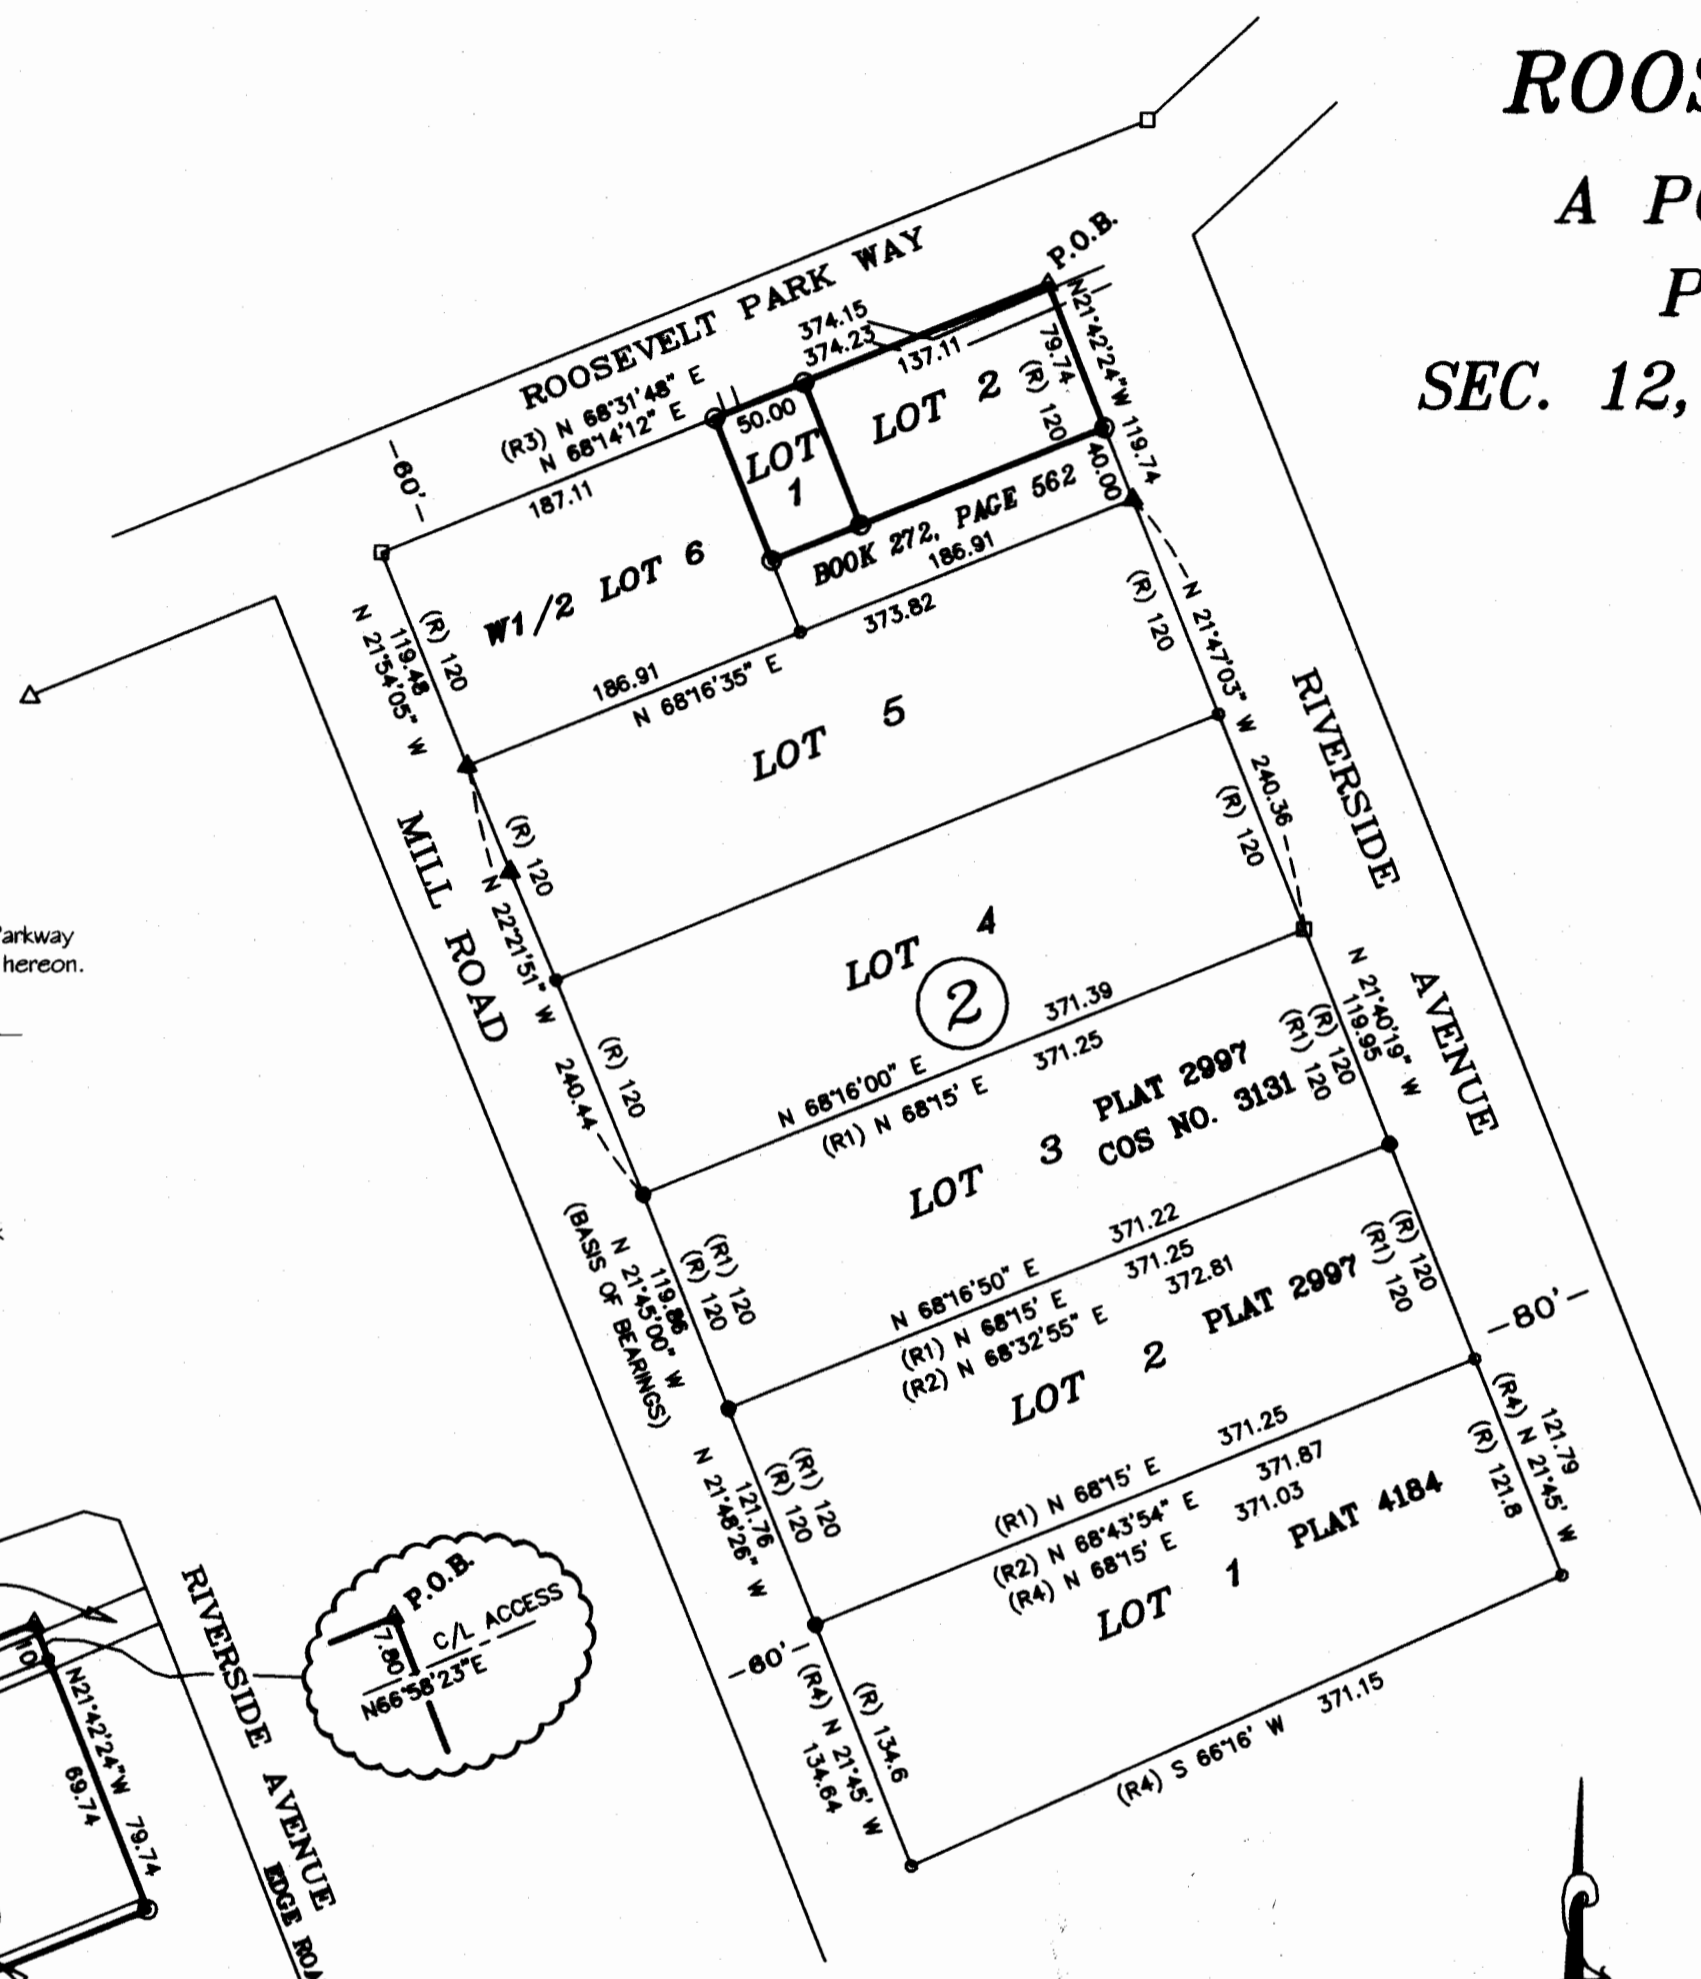 ROOS
A PO
P
SEC. 12,
P.O.B.
ROOSEVELT PARK WAY
374.15
374.23
137.11
(R3) N 68°31'48" E
N 68°14'12" E
187.11
50.00
LOT 1
LOT 2
79.74
(R) 120
N21°42'24"W 119.74
40.00
-60'-
W1/2 LOT 6
BOOK 272, PAGE 562
186.91
373.82
186.91
N 68°16'35" E
(R) 120
119.48
N 21°54'05" W
LOT 5
(R) 120
N 21°47'03" W 240.36
(R) 120
RIVERSIDE AVENUE
MILL ROAD
(R) 120
N 22°21'51" W 240.44
(R) 120
arkway
hereon.
LOT 4
2
371.39
N 68°16'00" E
371.25
(R1) N 68°15' E
N 21°40'19" W
119.95
(R) 120
(R1) 120
LOT 3 PLAT 2997
COS NO. 3131
(R1) 120
(R) 120
119.86
N 21°45'00" W
(BASIS OF BEARINGS)
371.22
N 68°16'50" E
371.25
(R1) N 68°15' E
372.81
(R2) N 68°32'55" E
LOT 2 PLAT 2997
(R) 120
(R1) 120
-80'-
(R1) 120
(R) 120
121.76
N 21°48'26" W
371.25
(R1) N 68°15' E
371.87
(R2) N 68°43'54" E
371.03
(R4) N 68°15' E
LOT 1 PLAT 4184
121.79
(R4) N 21°45' W
(R) 121.8
-60'-
(R) 134.6
(R4) N 21°45' W
134.64
(R4) S 66°16' W 371.15
P.O.B.
C/L ACCESS
7.80
N66°58'23"E
10
N21°42'24"W 79.74
69.74
RIVERSIDE AVENUE
EDGE ROA